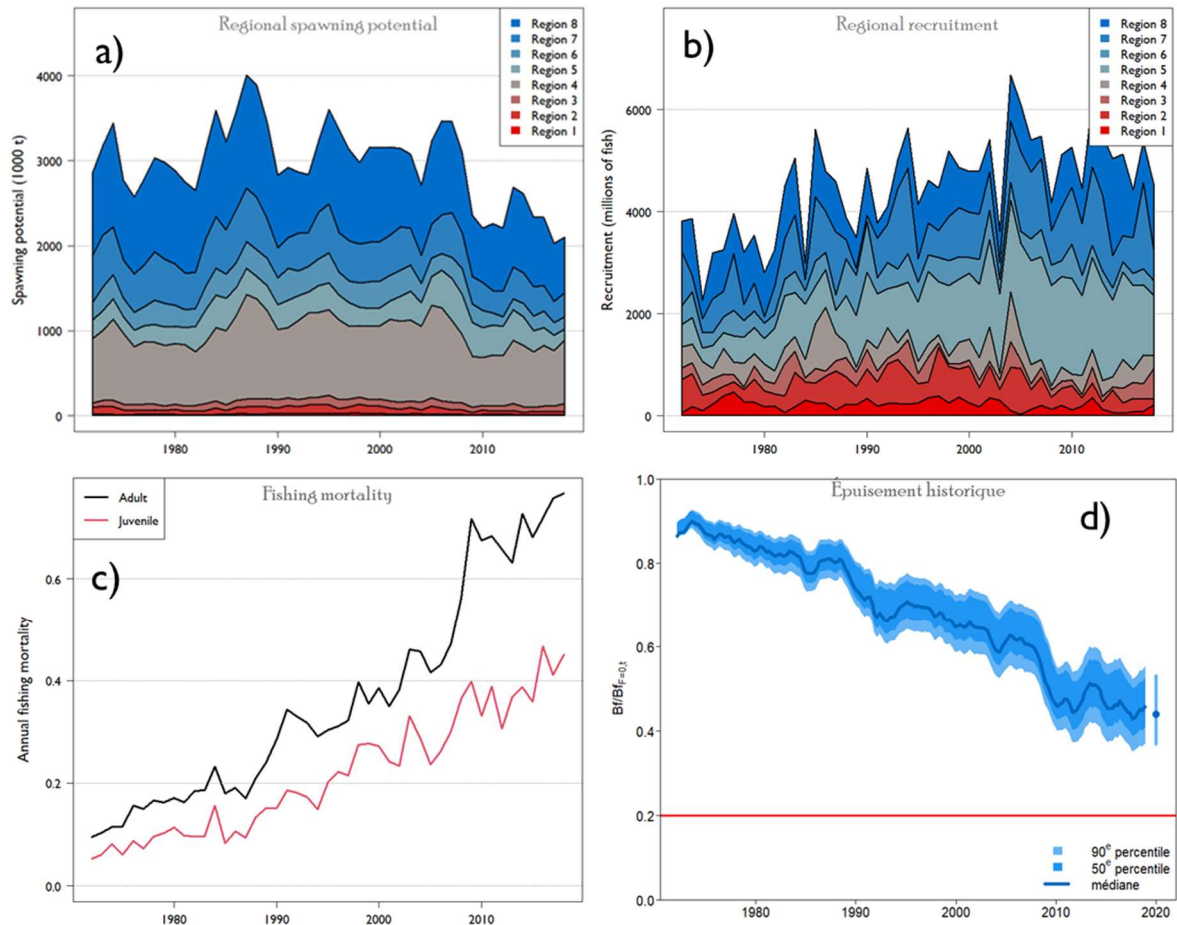 Regional spawning potential
a)
Region 8
Region 7
Region 6
Region 5
Region 4
Region 3
Region 2
Region 1
Spawning potential (1000 t)
4000
3000
2000
1000
0
1980
1990
2000
2010
Regional recruitment
b)
Region 8
Region 7
Region 6
Region 5
Region 4
Region 3
Region 2
Region 1
Recruitment (millions of fish)
6000
4000
2000
0
1980
1990
2000
2010
Fishing mortality
Adult
Juvenile
c)
Annual fishing mortality
0.6
0.4
0.2
0.0
1980
1990
2000
2010
Épuisement historique
d)
Bf/BfF=0,t
1.0
0.8
0.6
0.4
0.2
0.0
90e percentile
50e percentile
médiane
1980
1990
2000
2010
2020